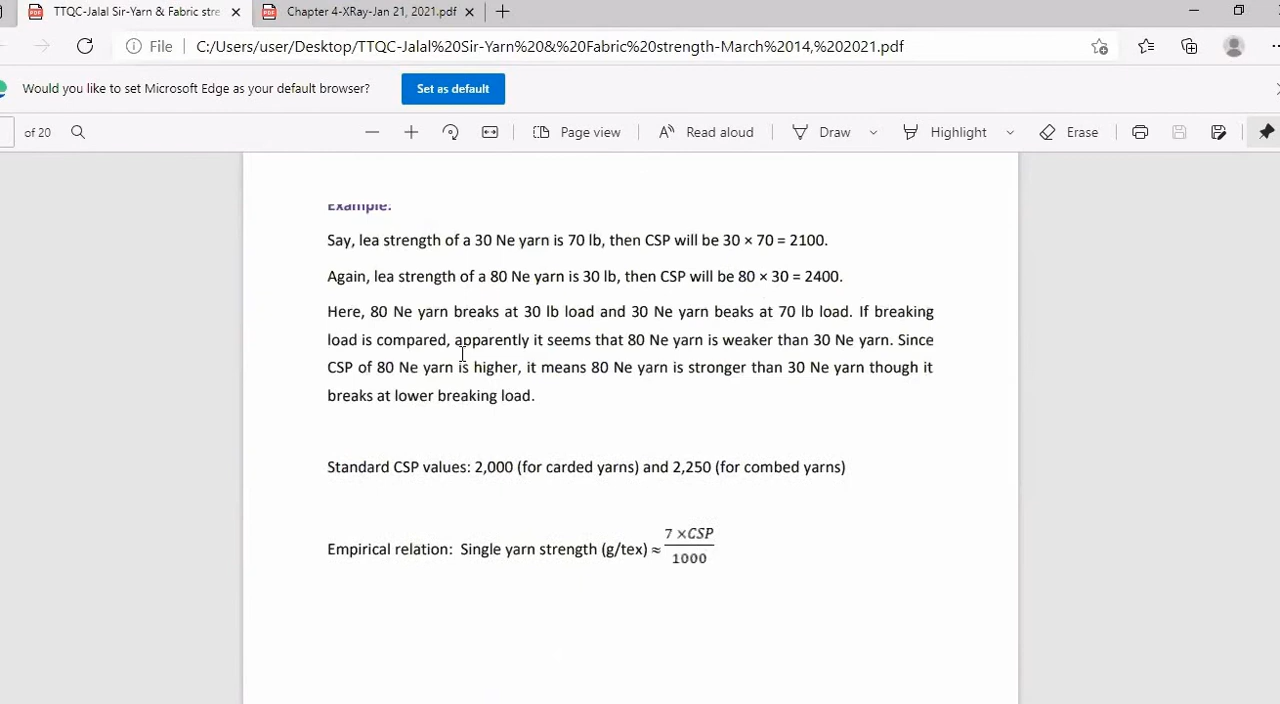 TTQC-Jalal Sir-Yarn & Fabric stre
Chapter 4-XRay-Jan 21, 2021.pdf
File C:/Users/user/Desktop/TTQC-Jalal%20Sir-Yarn%20&%20Fabric%20strength-March%2014,%202021.pdf
Would you like to set Microsoft Edge as your default browser? Set as default
of 20 Page view Read aloud Draw Highlight Erase
Example:
Say, lea strength of a 30 Ne yarn is 70 lb, then CSP will be 30 × 70 = 2100.
Again, lea strength of a 80 Ne yarn is 30 lb, then CSP will be 80 × 30 = 2400.
Here, 80 Ne yarn breaks at 30 lb load and 30 Ne yarn beaks at 70 lb load. If breaking
load is compared, apparently it seems that 80 Ne yarn is weaker than 30 Ne yarn. Since
CSP of 80 Ne yarn is higher, it means 80 Ne yarn is stronger than 30 Ne yarn though it
breaks at lower breaking load.
Standard CSP values: 2,000 (for carded yarns) and 2,250 (for combed yarns)
Empirical relation: Single yarn strength (g/tex) ≈ 7 ×CSP
1000